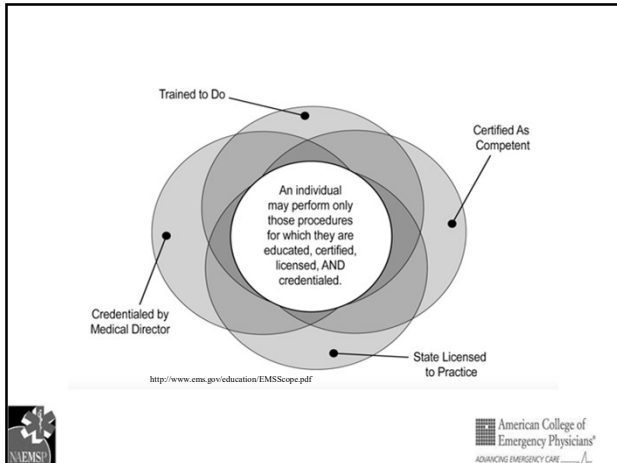 Trained to Do
Certified As
Competent
An individual
may perform only
those procedures
for which they are
educated, certified,
licensed, AND
credentialed.
Credentialed by
Medical Director
State Licensed
to Practice
http://www.ems.gov/education/EMSScope.pdf
NAEMSP
American College of
Emergency Physicians®
ADVANCING EMERGENCY CARE